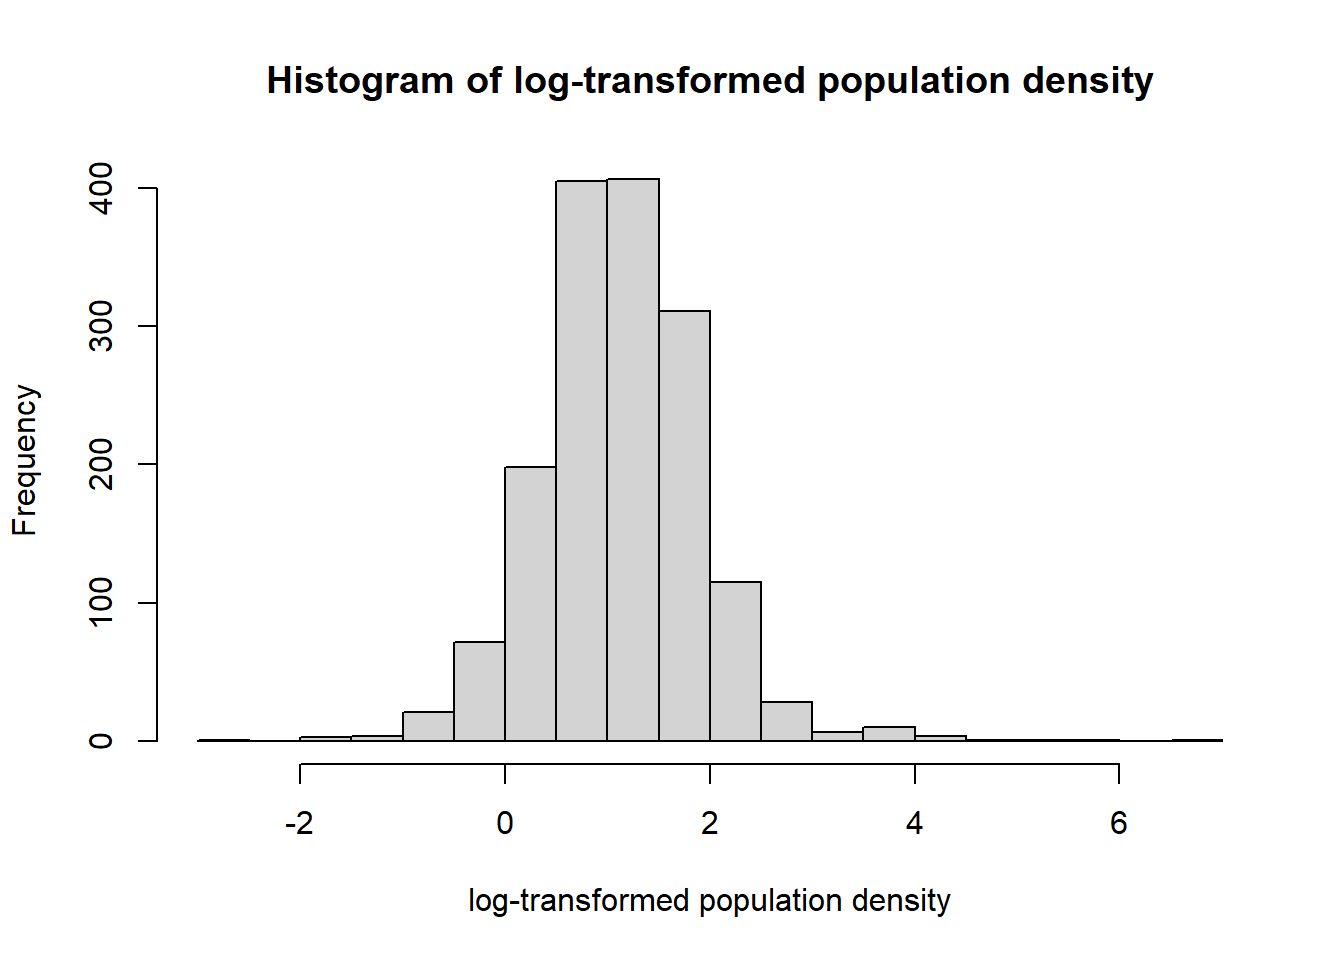 Histogram of log-transformed population density
Frequency
400
300
200
100
0
-2 0 2 4 6
log-transformed population density